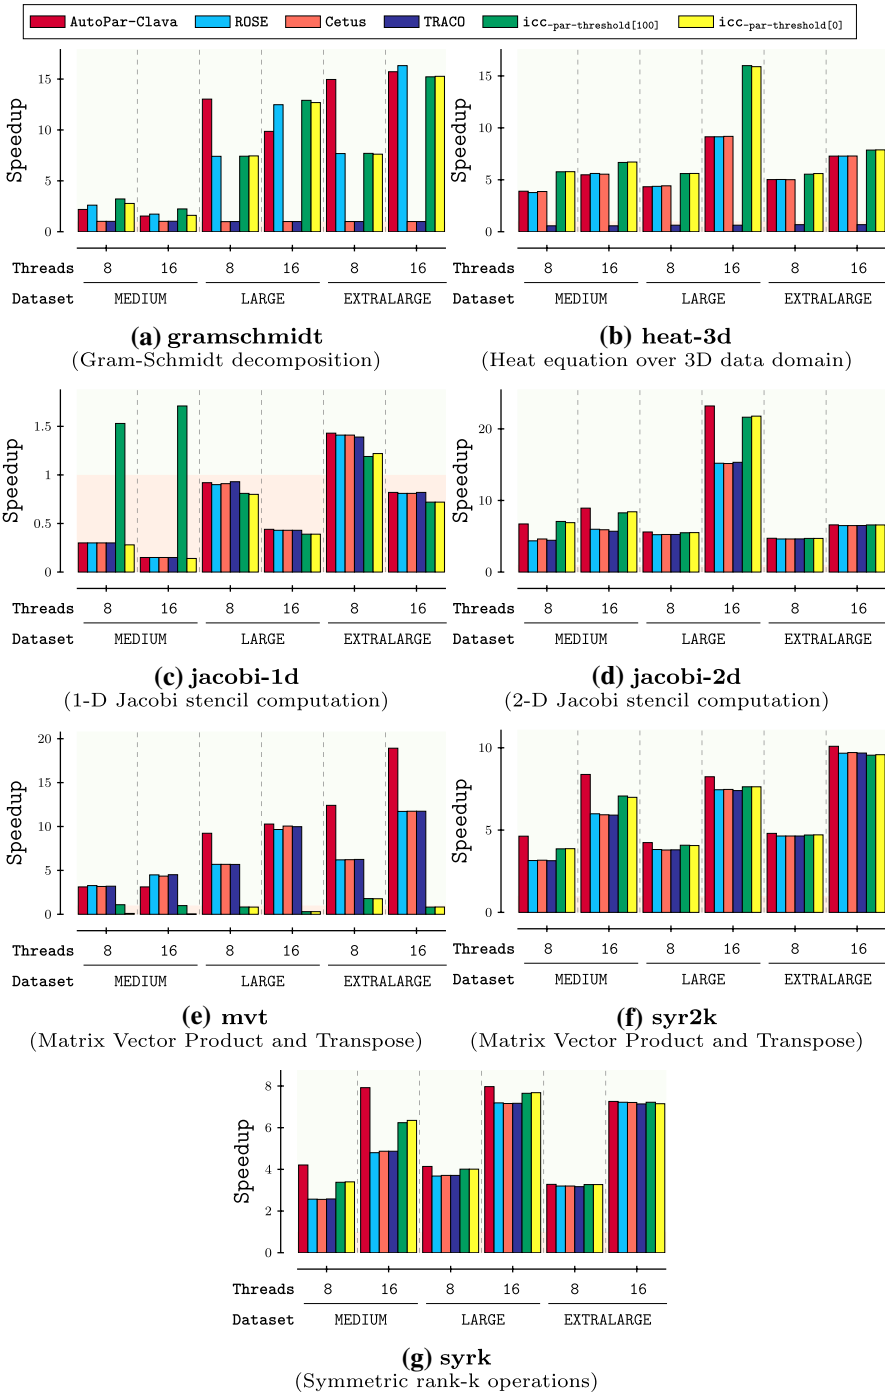 AutoPar-Clava ROSE Cetus TRACO icc-par-threshold[100] icc-par-threshold[0]
Speedup
15
10
5
0
Threads 8 16 8 16 8 16
Dataset MEDIUM LARGE EXTRALARGE
(a) gramschmidt
(Gram-Schmidt decomposition)
Speedup
15
10
5
0
Threads 8 16 8 16 8 16
Dataset MEDIUM LARGE EXTRALARGE
(b) heat-3d
(Heat equation over 3D data domain)
Speedup
1.5
1
0.5
0
Threads 8 16 8 16 8 16
Dataset MEDIUM LARGE EXTRALARGE
(c) jacobi-1d
(1-D Jacobi stencil computation)
Speedup
20
10
0
Threads 8 16 8 16 8 16
Dataset MEDIUM LARGE EXTRALARGE
(d) jacobi-2d
(2-D Jacobi stencil computation)
Speedup
20
15
10
5
0
Threads 8 16 8 16 8 16
Dataset MEDIUM LARGE EXTRALARGE
(e) mvt
(Matrix Vector Product and Transpose)
Speedup
10
5
0
Threads 8 16 8 16 8 16
Dataset MEDIUM LARGE EXTRALARGE
(f) syr2k
(Matrix Vector Product and Transpose)
Speedup
8
6
4
2
0
Threads 8 16 8 16 8 16
Dataset MEDIUM LARGE EXTRALARGE
(g) syrk
(Symmetric rank-k operations)